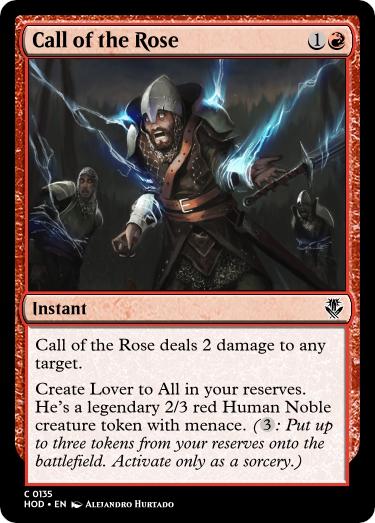 Call of the Rose 1
Instant
Call of the Rose deals 2 damage to any
target.
Create Lover to All in your reserves.
He's a legendary 2/3 red Human Noble
creature token with menace. (3: Put up
to three tokens from your reserves onto the
battlefield. Activate only as a sorcery.)
C 0135
HOD • EN Alejandro Hurtado